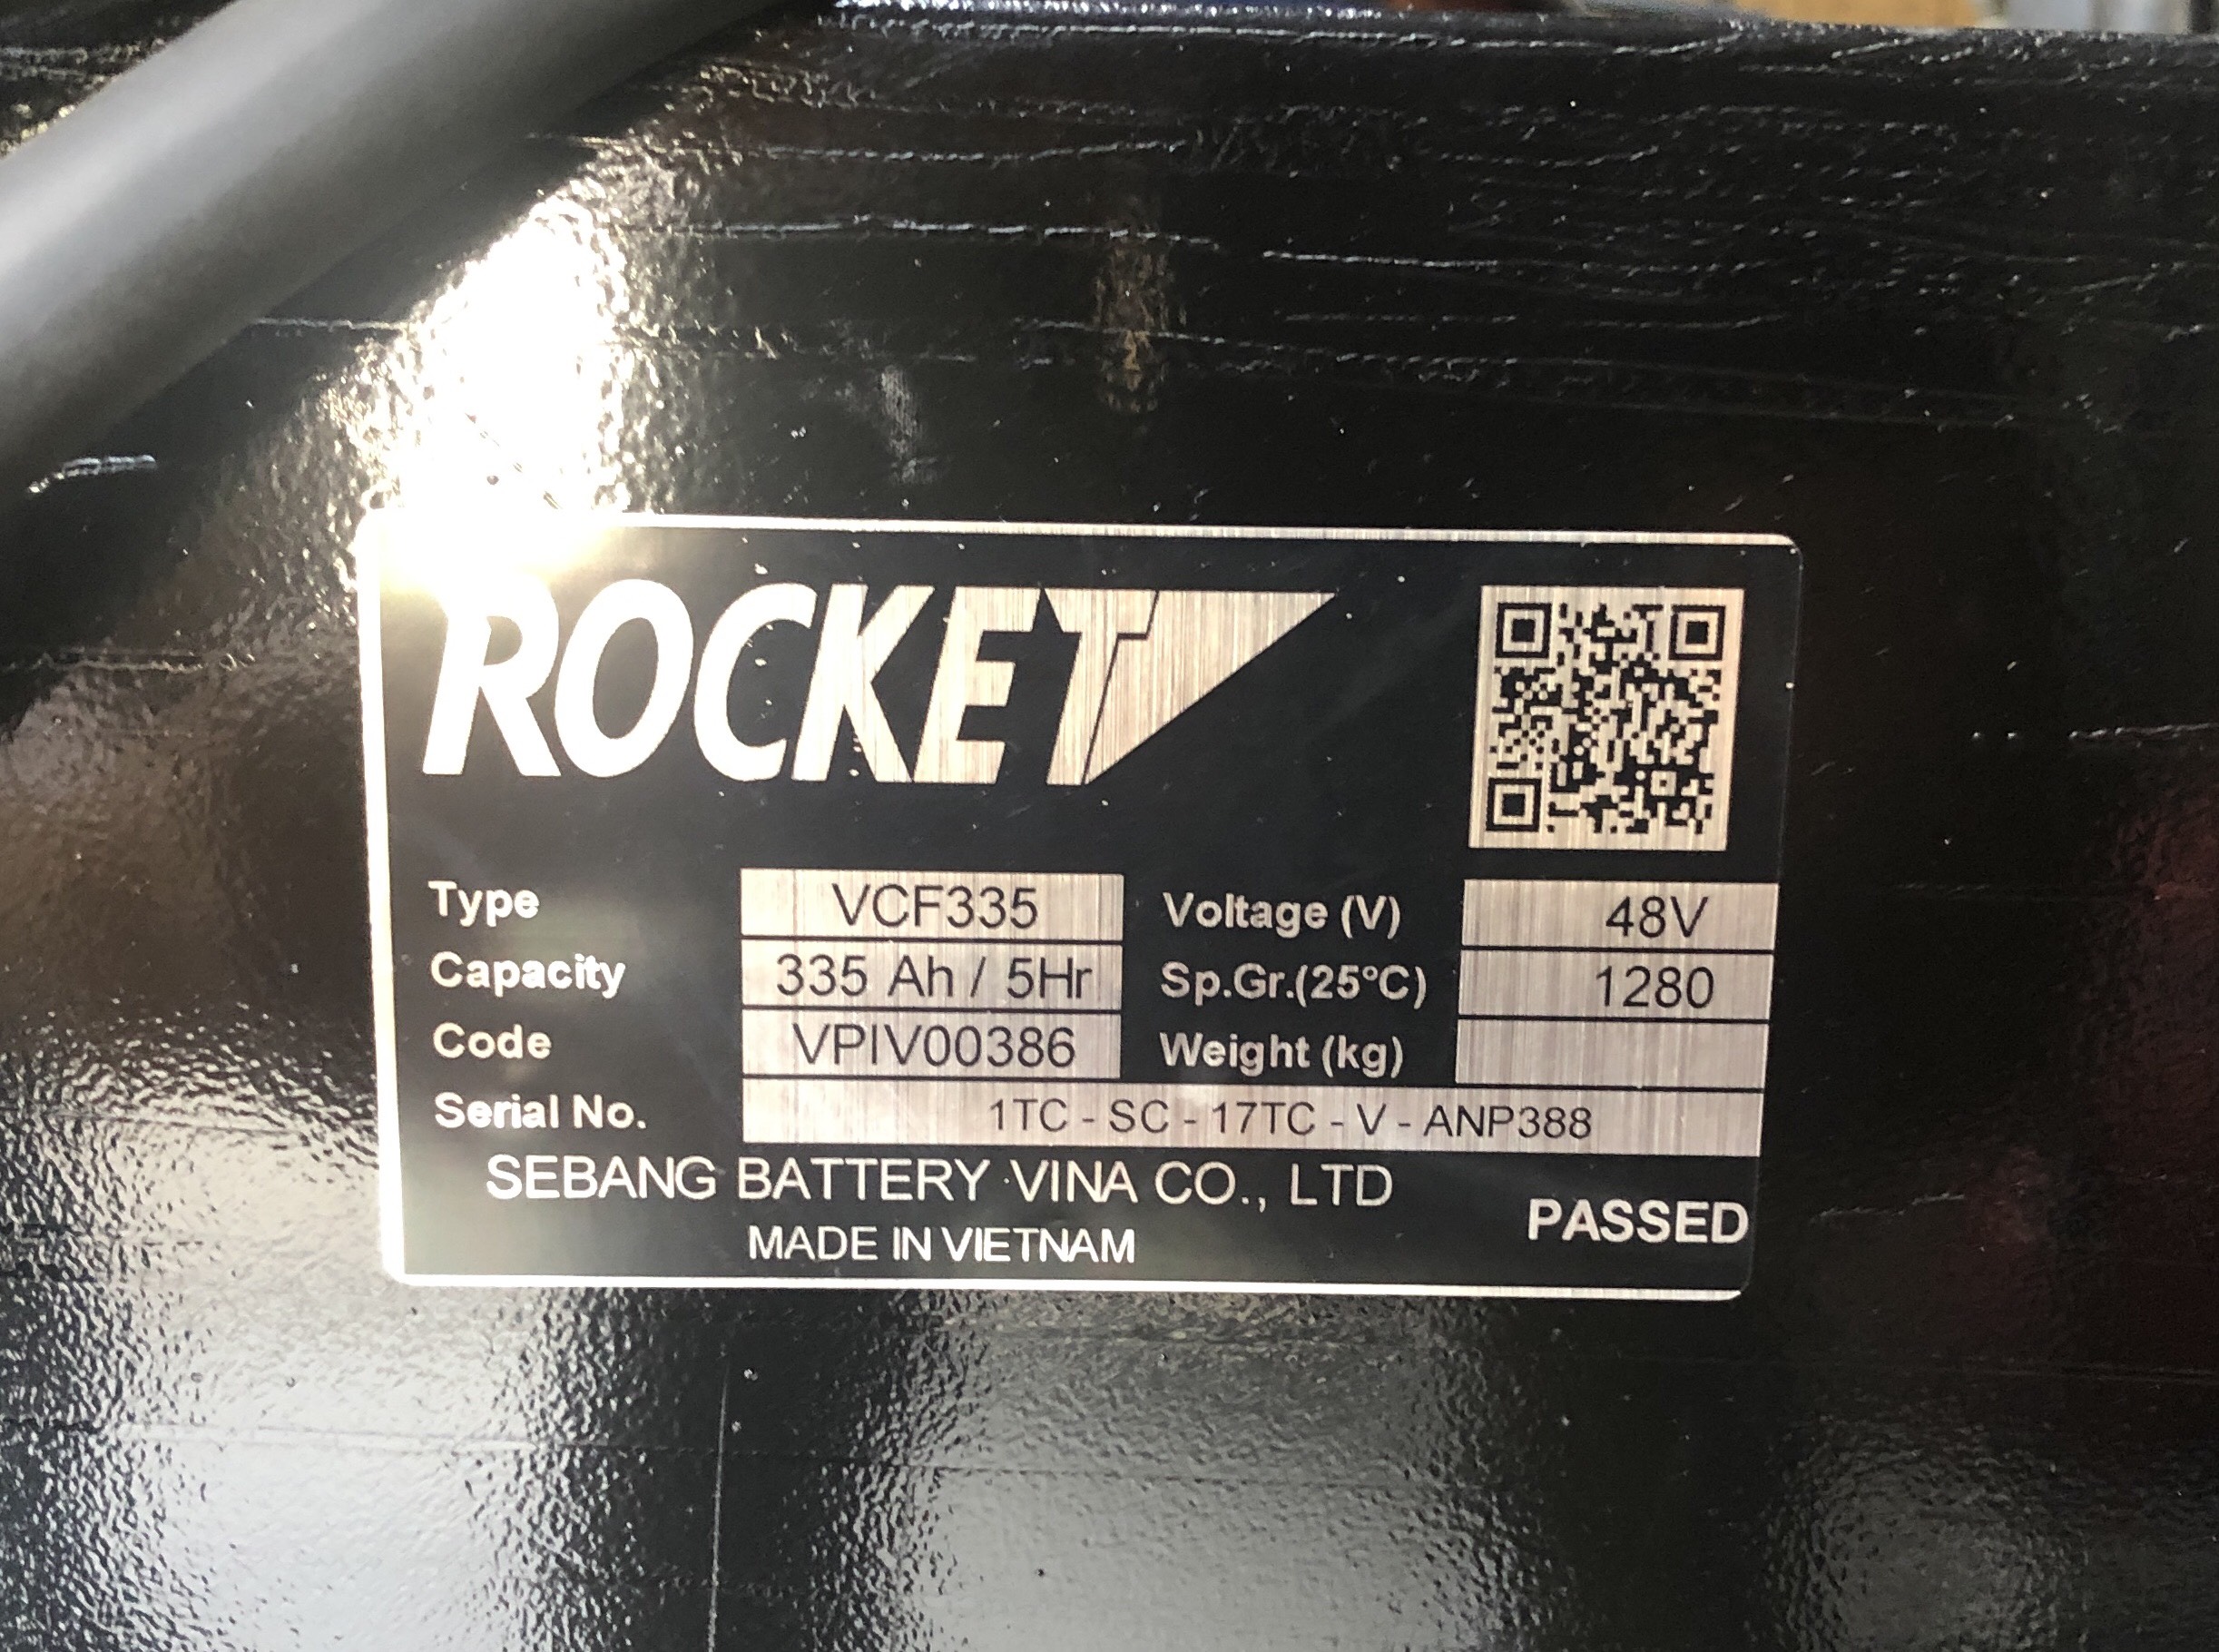 ROCKET
Type VCF335 Voltage (V) 48V
Capacity 335 Ah / 5Hr Sp.Gr.(25°C) 1280
Code VPIV00386 Weight (kg)
Serial No. 1TC - SC - 17TC - V - ANP388
SEBANG BATTERY VINA CO., LTD
PASSED
MADE IN VIETNAM